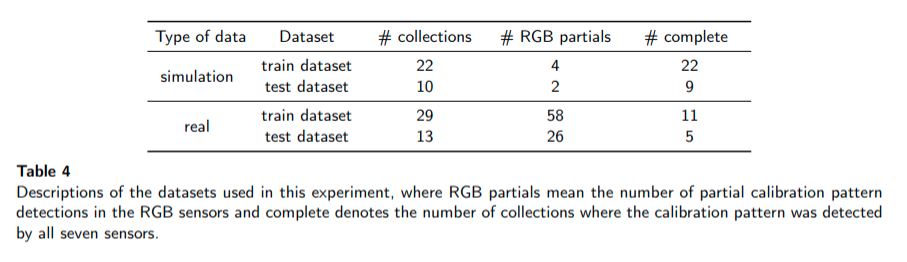 Type of data Dataset # collections # RGB partials # complete
simulation train dataset 22 4 22
test dataset 10 2 9
real train dataset 29 58 11
test dataset 13 26 5
Table 4
Descriptions of the datasets used in this experiment, where RGB partials mean the number of partial calibration pattern
detections in the RGB sensors and complete denotes the number of collections where the calibration pattern was detected
by all seven sensors.